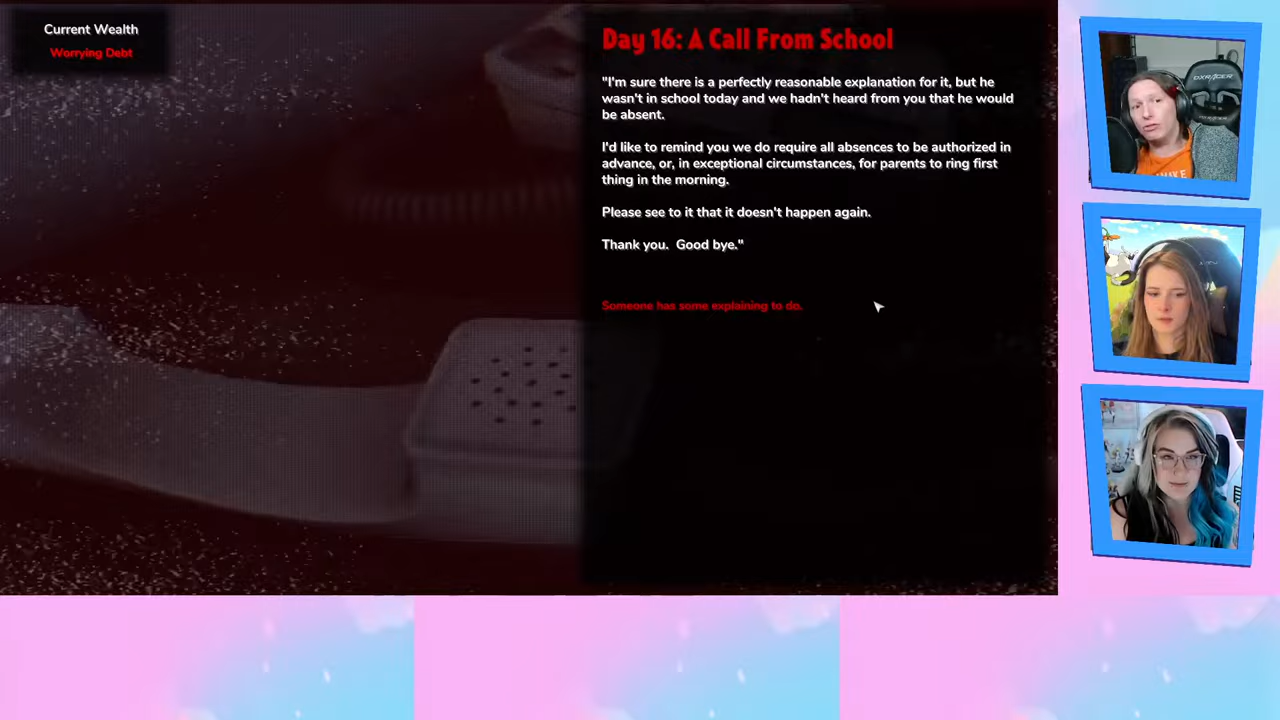 Current Wealth
Worrying Debt
Day 16: A Call From School
"I'm sure there is a perfectly reasonable explanation for it, but he
wasn't in school today and we hadn't heard from you that he would
be absent.
I'd like to remind you we do require all absences to be authorized in
advance, or, in exceptional circumstances, for parents to ring first
thing in the morning.
Please see to it that it doesn't happen again.
Thank you.  Good bye."
Someone has some explaining to do.
DXRACER